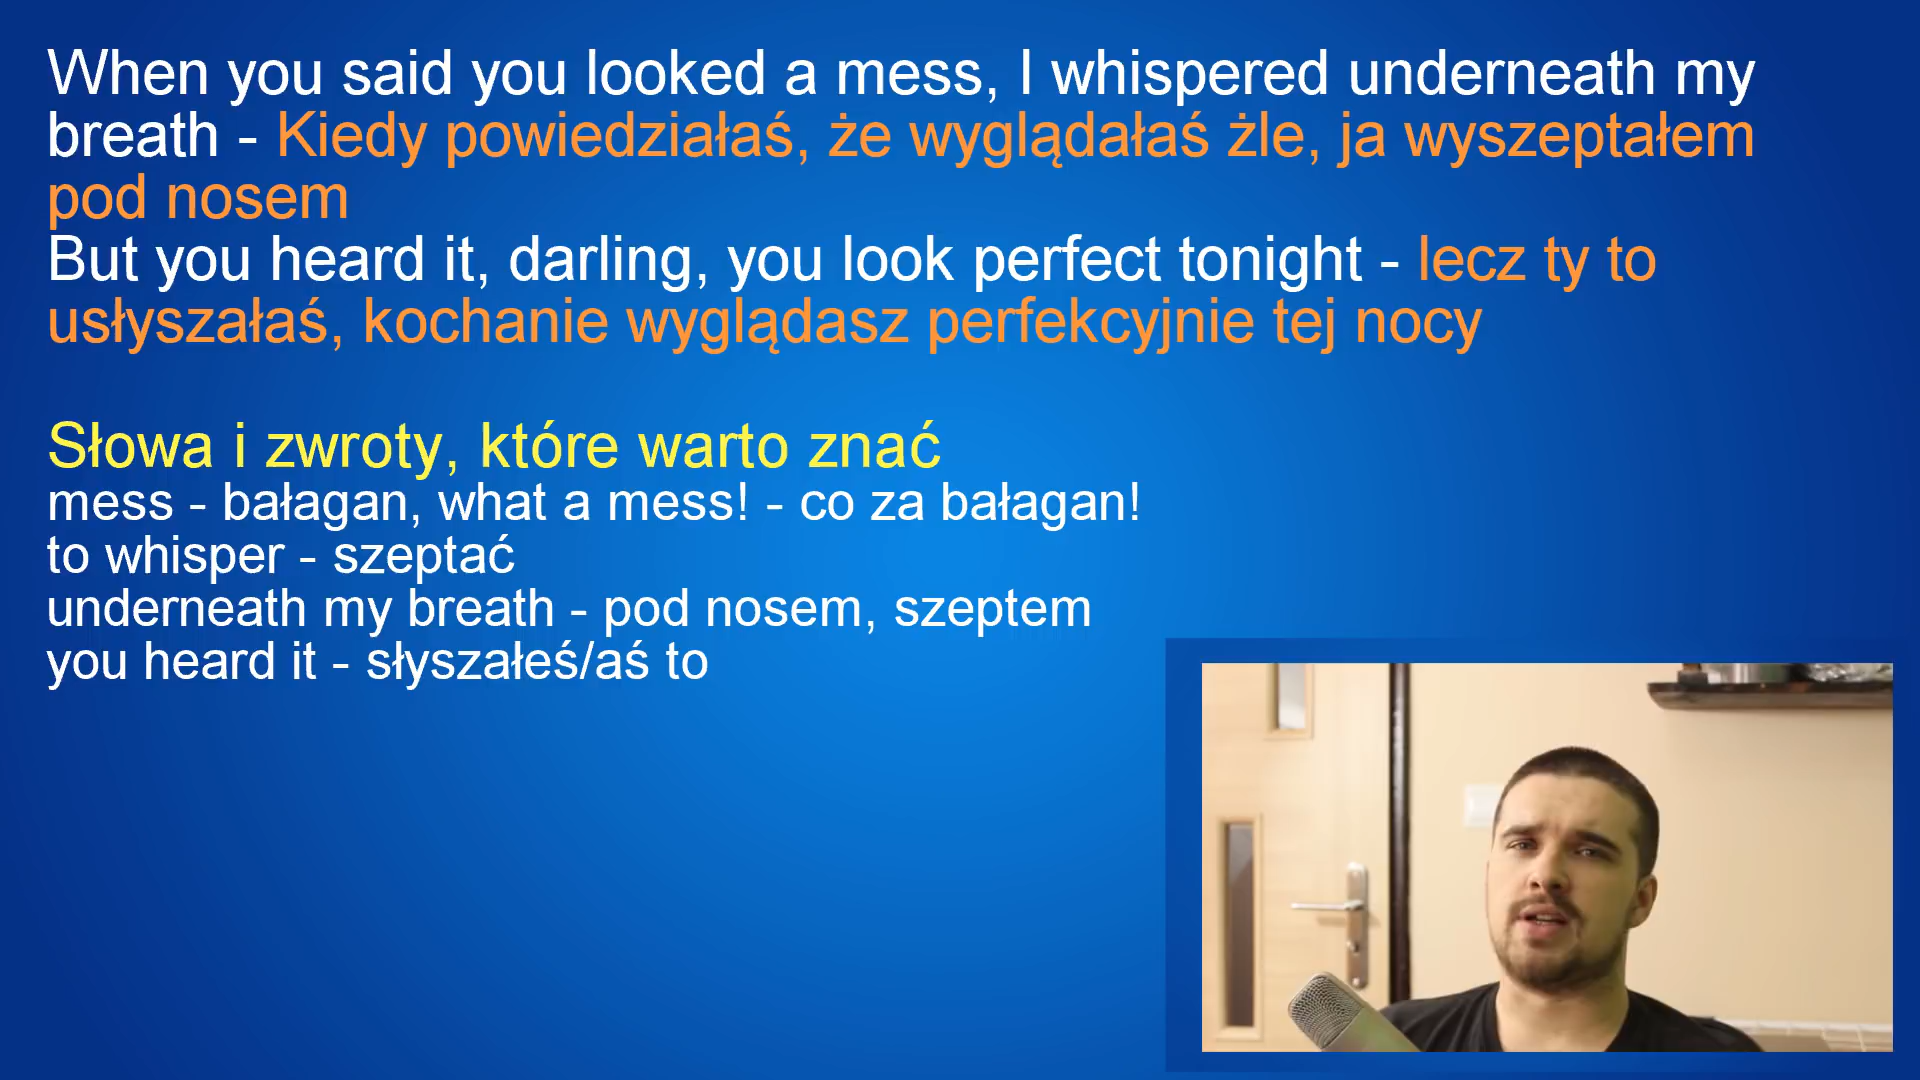 When you said you looked a mess, I whispered underneath my
breath - Kiedy powiedziałaś, że wyglądałaś żle, ja wyszeptałem
pod nosem
But you heard it, darling, you look perfect tonight - lecz ty to
usłyszałaś, kochanie wyglądasz perfekcyjnie tej nocy
Słowa i zwroty, które warto znać
mess - bałagan, what a mess! - co za bałagan!
to whisper - szeptać
underneath my breath - pod nosem, szeptem
you heard it - słyszałeś/aś to